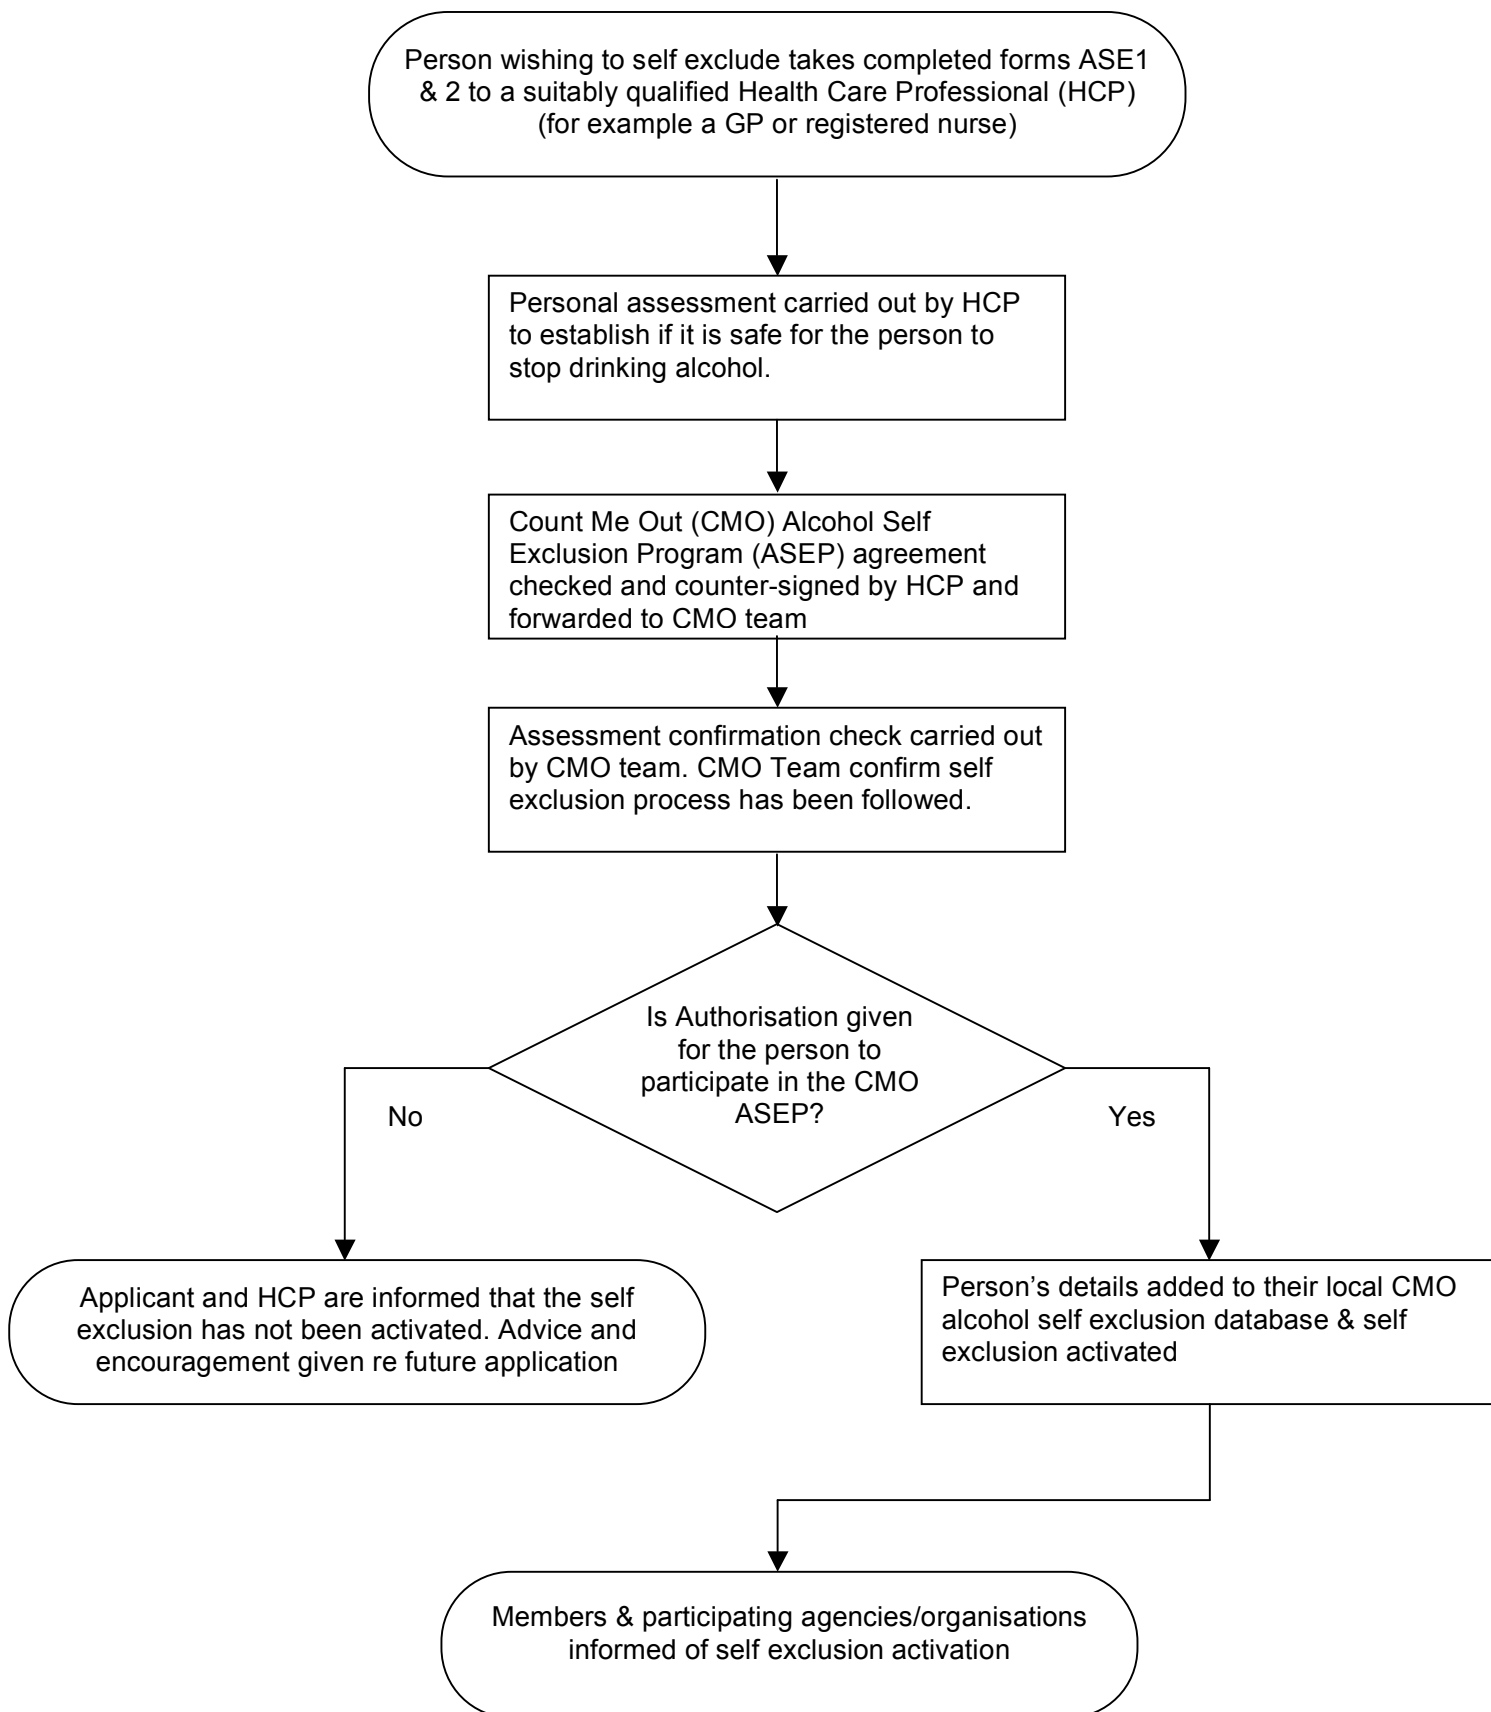 Person wishing to self exclude takes completed forms ASE1
& 2 to a suitably qualified Health Care Professional (HCP)
(for example a GP or registered nurse)
Personal assessment carried out by HCP
to establish if it is safe for the person to
stop drinking alcohol.
Count Me Out (CMO) Alcohol Self
Exclusion Program (ASEP) agreement
checked and counter-signed by HCP and
forwarded to CMO team
Assessment confirmation check carried out
by CMO team. CMO Team confirm self
exclusion process has been followed.
Is Authorisation given
for the person to
participate in the CMO
ASEP?
No
Yes
Applicant and HCP are informed that the self
exclusion has not been activated. Advice and
encouragement given re future application
Person’s details added to their local CMO
alcohol self exclusion database & self
exclusion activated
Members & participating agencies/organisations
informed of self exclusion activation